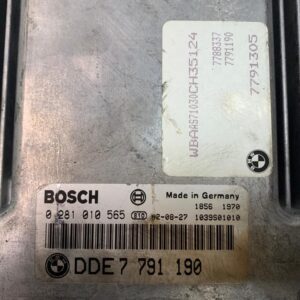 WBAAS71030CH35124
7788337
7791190
7791305
BOSCH
Made in Germany
1856 1970
0 281 010 565 02-08-27 1039S01010
DDE 7 791 190